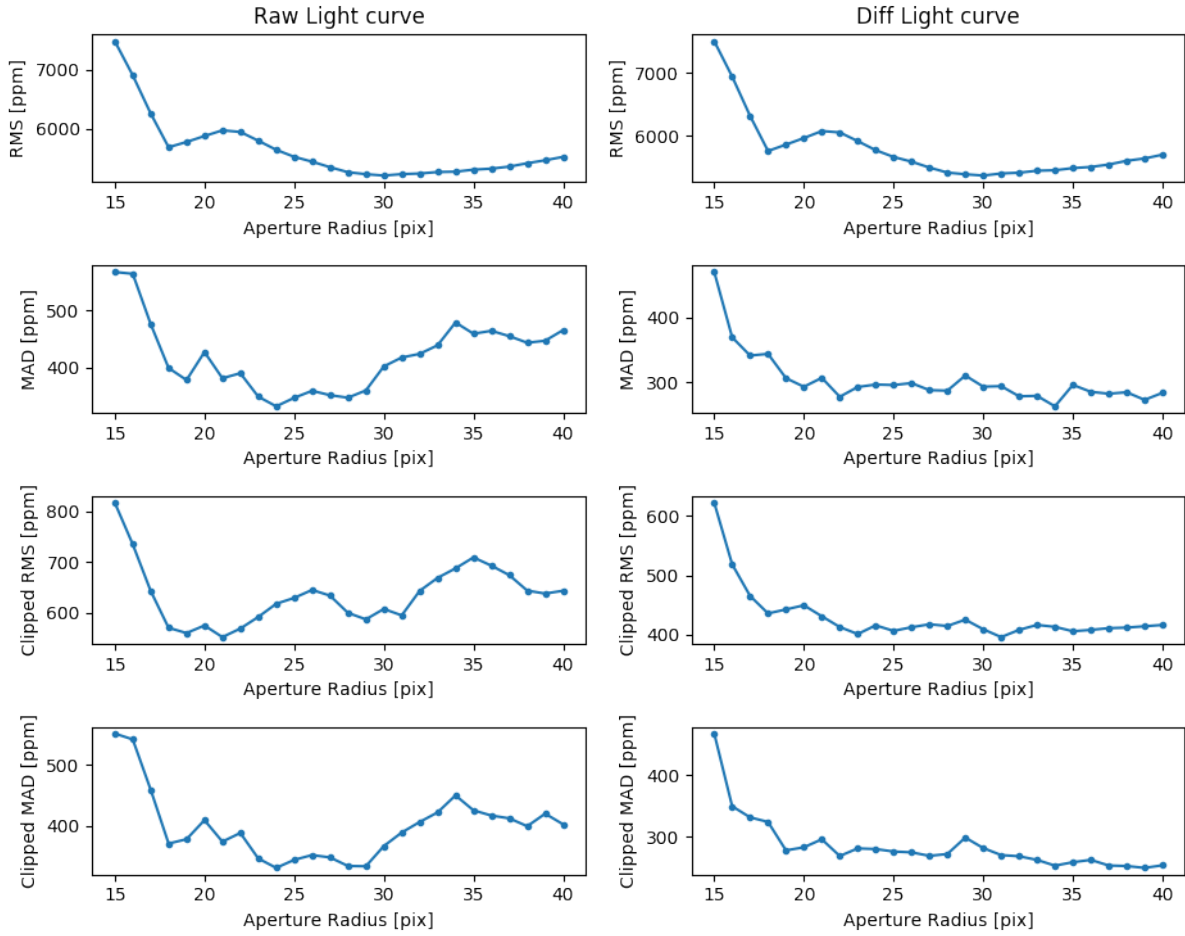 Raw Light curve
Diff Light curve
RMS [ppm]
7000
6000
15 20 25 30 35 40
Aperture Radius [pix]
RMS [ppm]
7000
6000
15 20 25 30 35 40
Aperture Radius [pix]
MAD [ppm]
500
400
15 20 25 30 35 40
Aperture Radius [pix]
MAD [ppm]
400
300
15 20 25 30 35 40
Aperture Radius [pix]
Clipped RMS [ppm]
800
700
600
15 20 25 30 35 40
Aperture Radius [pix]
Clipped RMS [ppm]
600
500
400
15 20 25 30 35 40
Aperture Radius [pix]
Clipped MAD [ppm]
500
400
15 20 25 30 35 40
Aperture Radius [pix]
Clipped MAD [ppm]
400
300
15 20 25 30 35 40
Aperture Radius [pix]